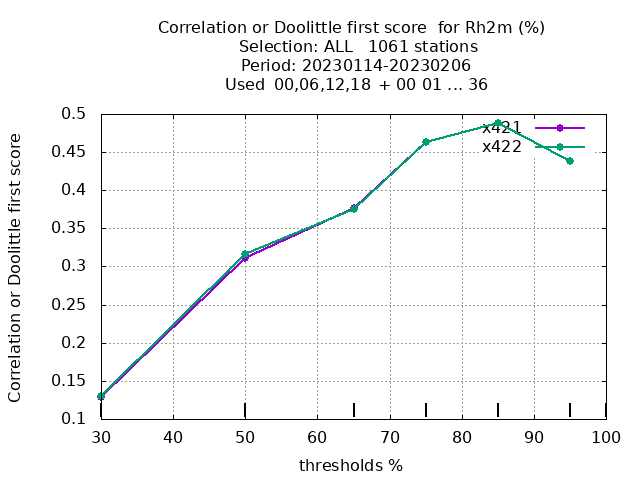 Correlation or Doolittle first score  for Rh2m (%)
Selection: ALL   1061 stations
Period: 20230114-20230206
Used  00,06,12,18  + 00 01 ... 36
Correlation or Doolittle first score
0.5
0.45
0.4
0.35
0.3
0.25
0.2
0.15
0.1
x421
x422
30 40 50 60 70 80 90 100
thresholds %